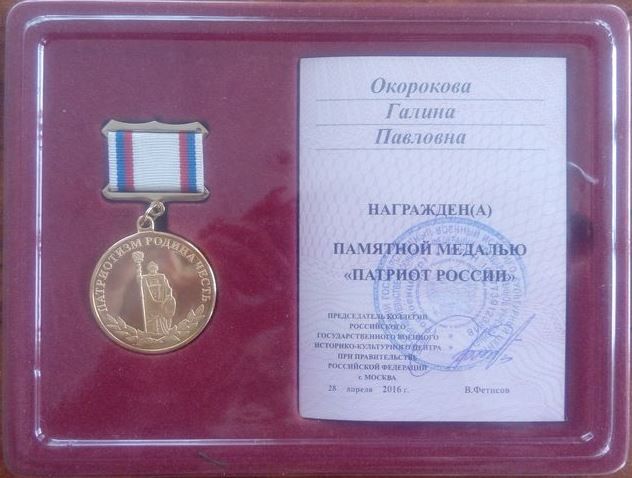 ПАТРИОТИЗМ РОДИНА ЧЕСТЬ
Окорокова
Галина
Павловна
НАГРАЖДЕН(А)
ПАМЯТНОЙ МЕДАЛЬЮ
«ПАТРИОТ РОССИИ»
ПРЕДСЕДАТЕЛЬ КОЛЛЕГИИ
РОССИЙСКОГО
ГОСУДАРСТВЕННОГО ВОЕННОГО
ИСТОРИКО-КУЛЬТУРНОГО ЦЕНТРА
ПРИ ПРАВИТЕЛЬСТВЕ
РОССИЙСКОЙ ФЕДЕРАЦИИ
г. МОСКВА
28 апреля 2016 г. В.Фетисов